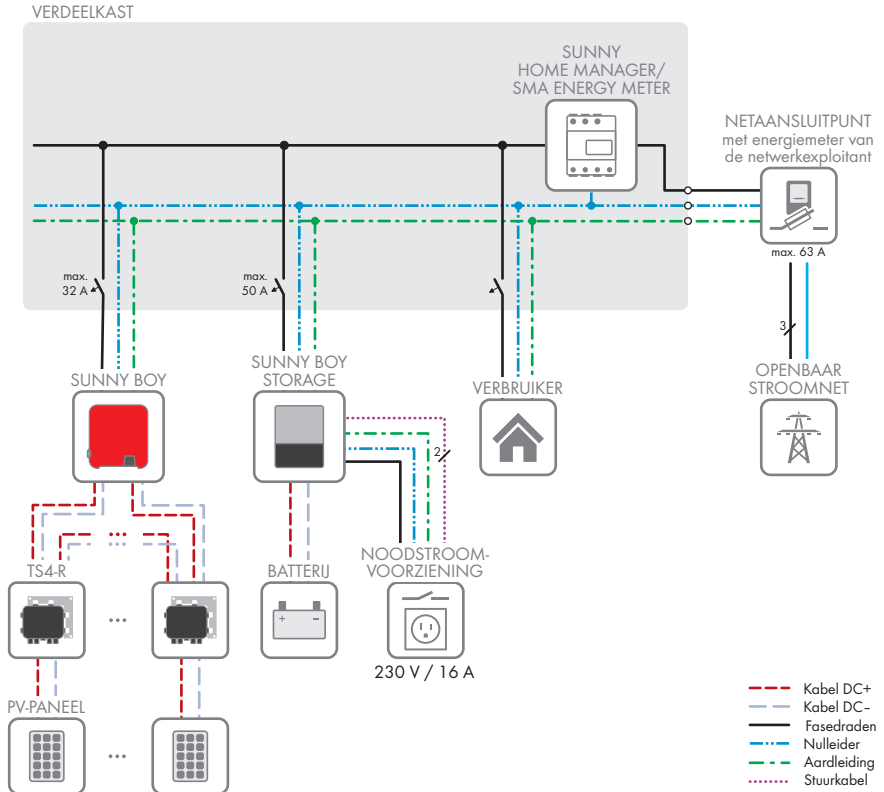 VERDEELKAST
SUNNY
HOME MANAGER/
SMA ENERGY METER
NETAANSLUITPUNT
met energiemeter van
de netwerkexploitant
max. 63 A
max.
32 A
max.
50 A
3
SUNNY BOY
SUNNY BOY
STORAGE
VERBRUIKER
OPENBAAR
STROOMNET
2
TS4-R
BATTERIJ
NOODSTROOM-
VOORZIENING
+ −
...
...
...
230 V / 16 A
PV-PANEEL
...
Kabel DC+
Kabel DC−
Fasedraden
Nulleider
Aardleiding
Stuurkabel